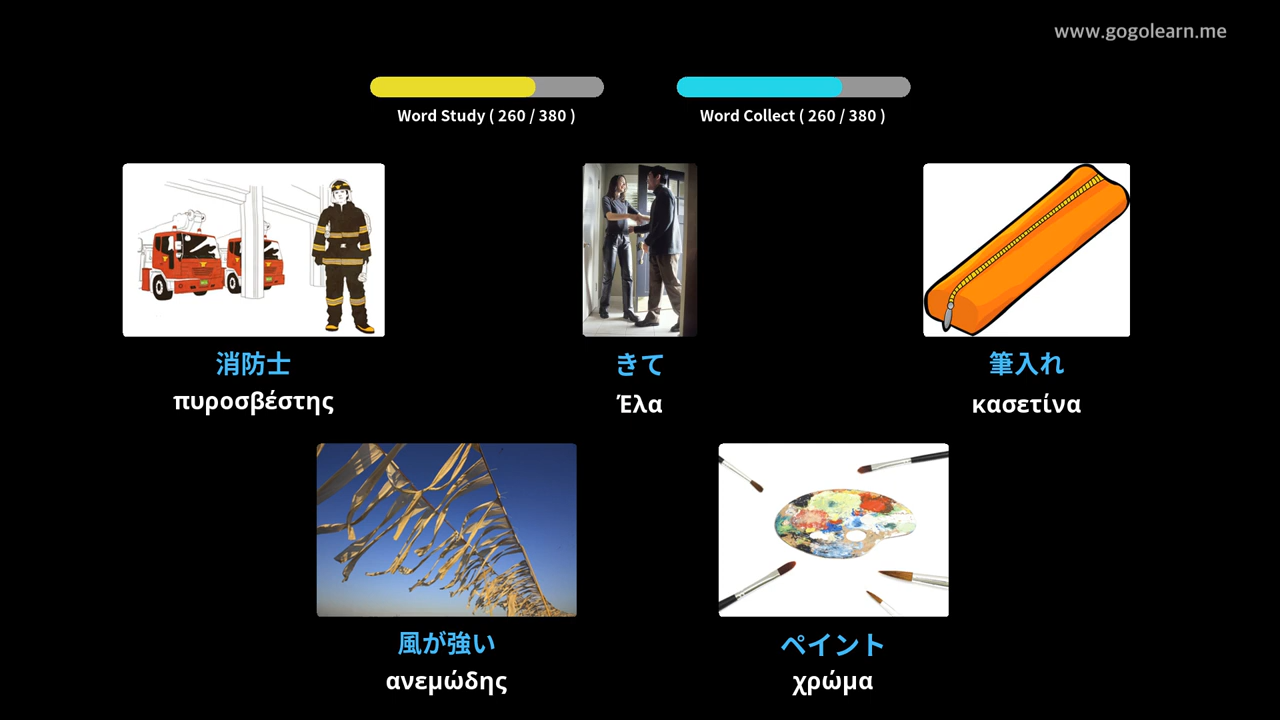 www.gogolearn.me
Word Study ( 260 / 380 )
Word Collect ( 260 / 380 )
消防士
πυροσβέστης
きて
Έλα
筆入れ
κασετίνα
風が強い
ανεμώδης
ペイント
χρώμα